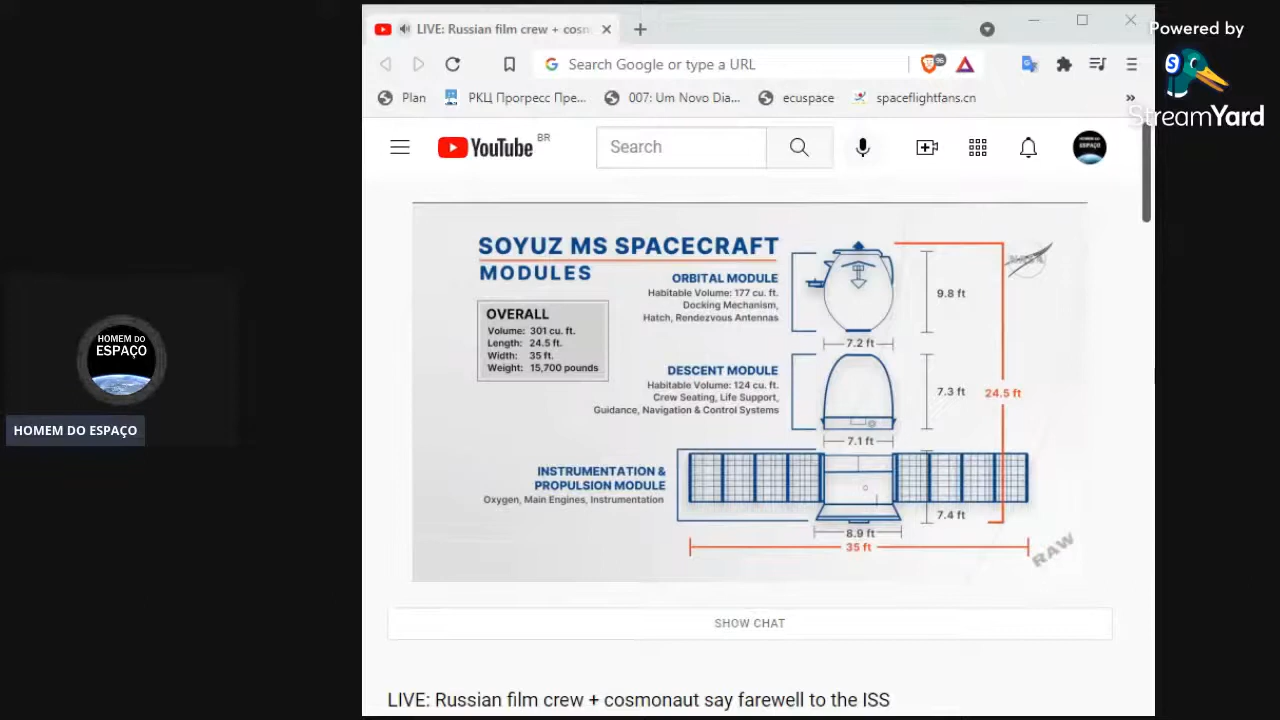 LIVE: Russian film crew + cosn
Powered by
StreamYard
Search Google or type a URL
96
Plan
РКЦ Прогресс Пре...
007: Um Novo Dia...
ecuspace
spaceflightfans.cn
»
YouTube BR
Search
HOMEM DO
ESPAÇO
SOYUZ MS SPACECRAFT
MODULES
NASA
ORBITAL MODULE
Habitable Volume: 177 cu. ft.
Docking Mechanism,
Hatch, Rendezvous Antennas
9.8 ft
7.2 ft
OVERALL
Volume: 301 cu. ft.
Length: 24.5 ft.
Width: 35 ft.
Weight: 15,700 pounds
DESCENT MODULE
Habitable Volume: 124 cu. ft.
Crew Seating, Life Support,
Guidance, Navigation & Control Systems
7.3 ft
24.5 ft
7.1 ft
INSTRUMENTATION &
PROPULSION MODULE
Oxygen, Main Engines, Instrumentation
7.4 ft
8.9 ft
35 ft
RAW
HOMEM DO
ESPAÇO
HOMEM DO ESPAÇO
SHOW CHAT
LIVE: Russian film crew + cosmonaut say farewell to the ISS